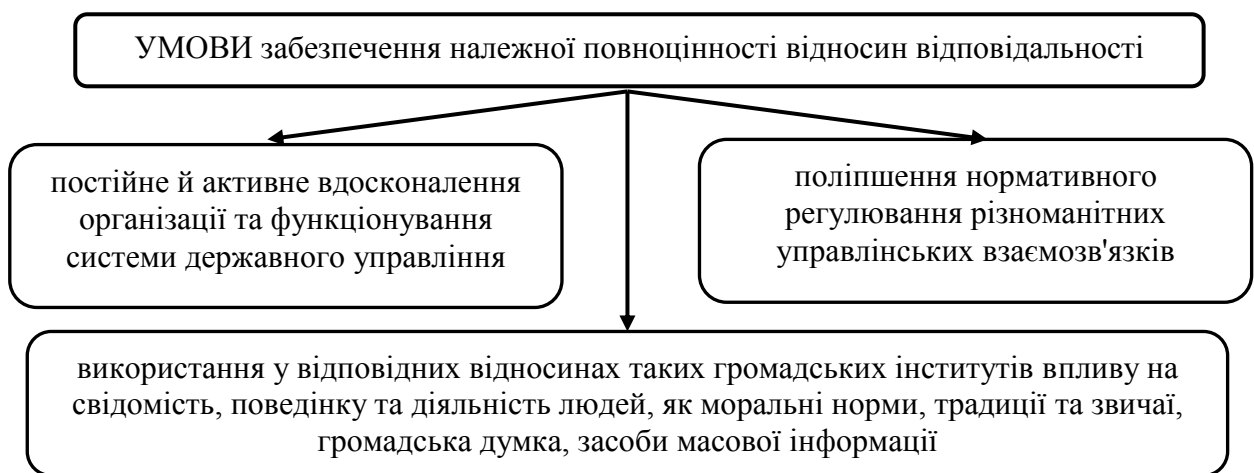 УМОВИ забезпечення належної повноцінності відносин відповідальності
постійне й активне вдосконалення
організації та функціонування
системи державного управління
поліпшення нормативного
регулювання різноманітних
управлінських взаємозв'язків
використання у відповідних відносинах таких громадських інститутів впливу на
свідомість, поведінку та діяльність людей, як моральні норми, традиції та звичаї,
громадська думка, засоби масової інформації